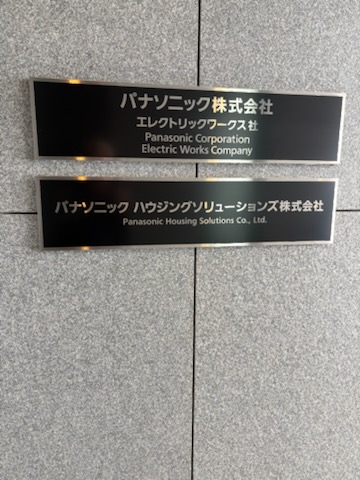 パナソニック株式会社
エレクトリックワークス社
Panasonic Corporation
Electric Works Company
パナソニック ハウジングソリューションズ株式会社
Panasonic Housing Solutions Co., Ltd.